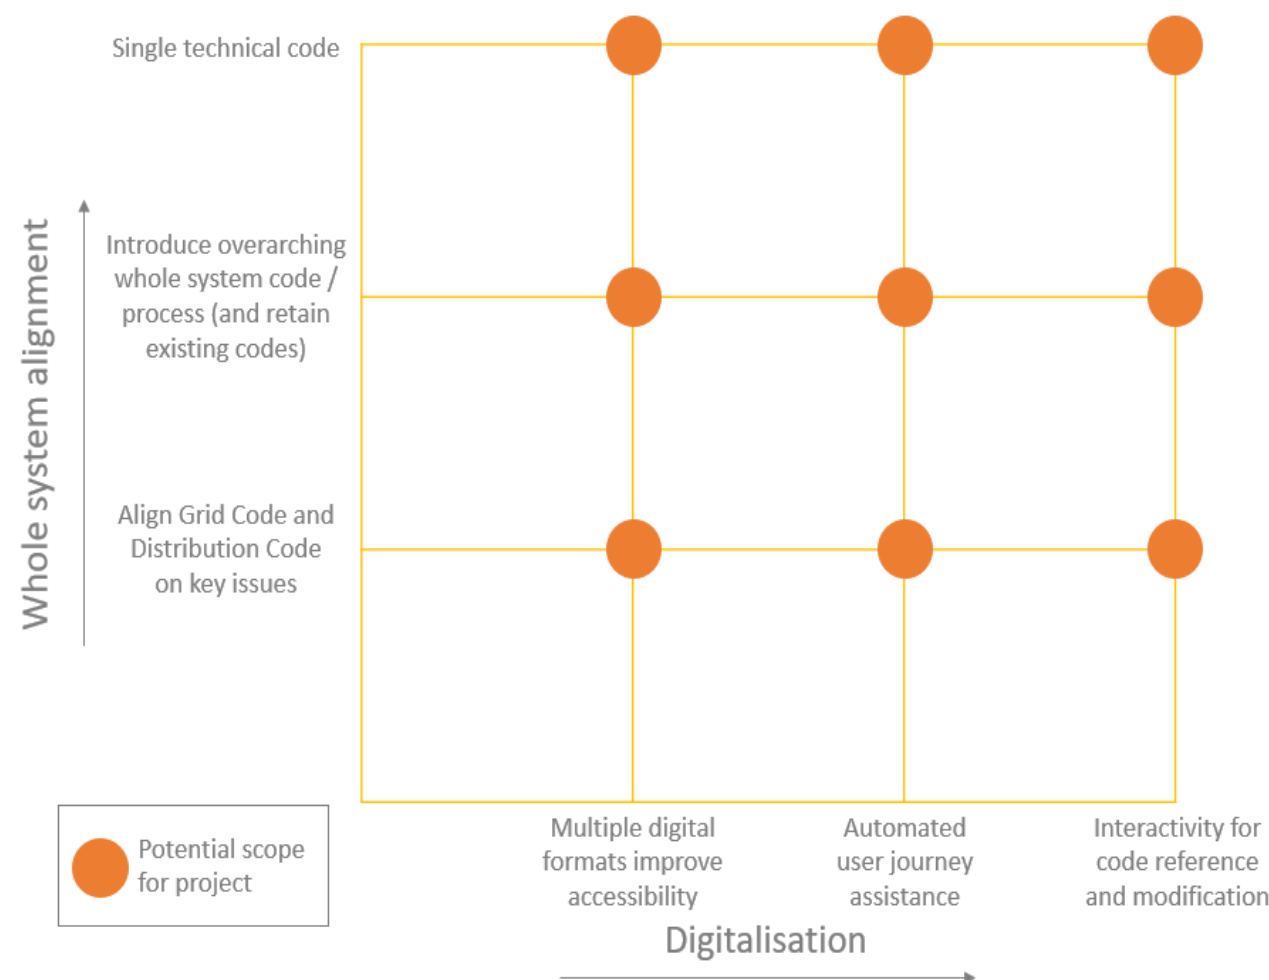 Single technical code
Whole system alignment
Introduce overarching
whole system code /
process (and retain
existing codes)
Align Grid Code and
Distribution Code
on key issues
Potential scope
for project
Multiple digital
formats improve
accessibility
Automated
user journey
assistance
Interactivity for
code reference
and modification
Digitalisation